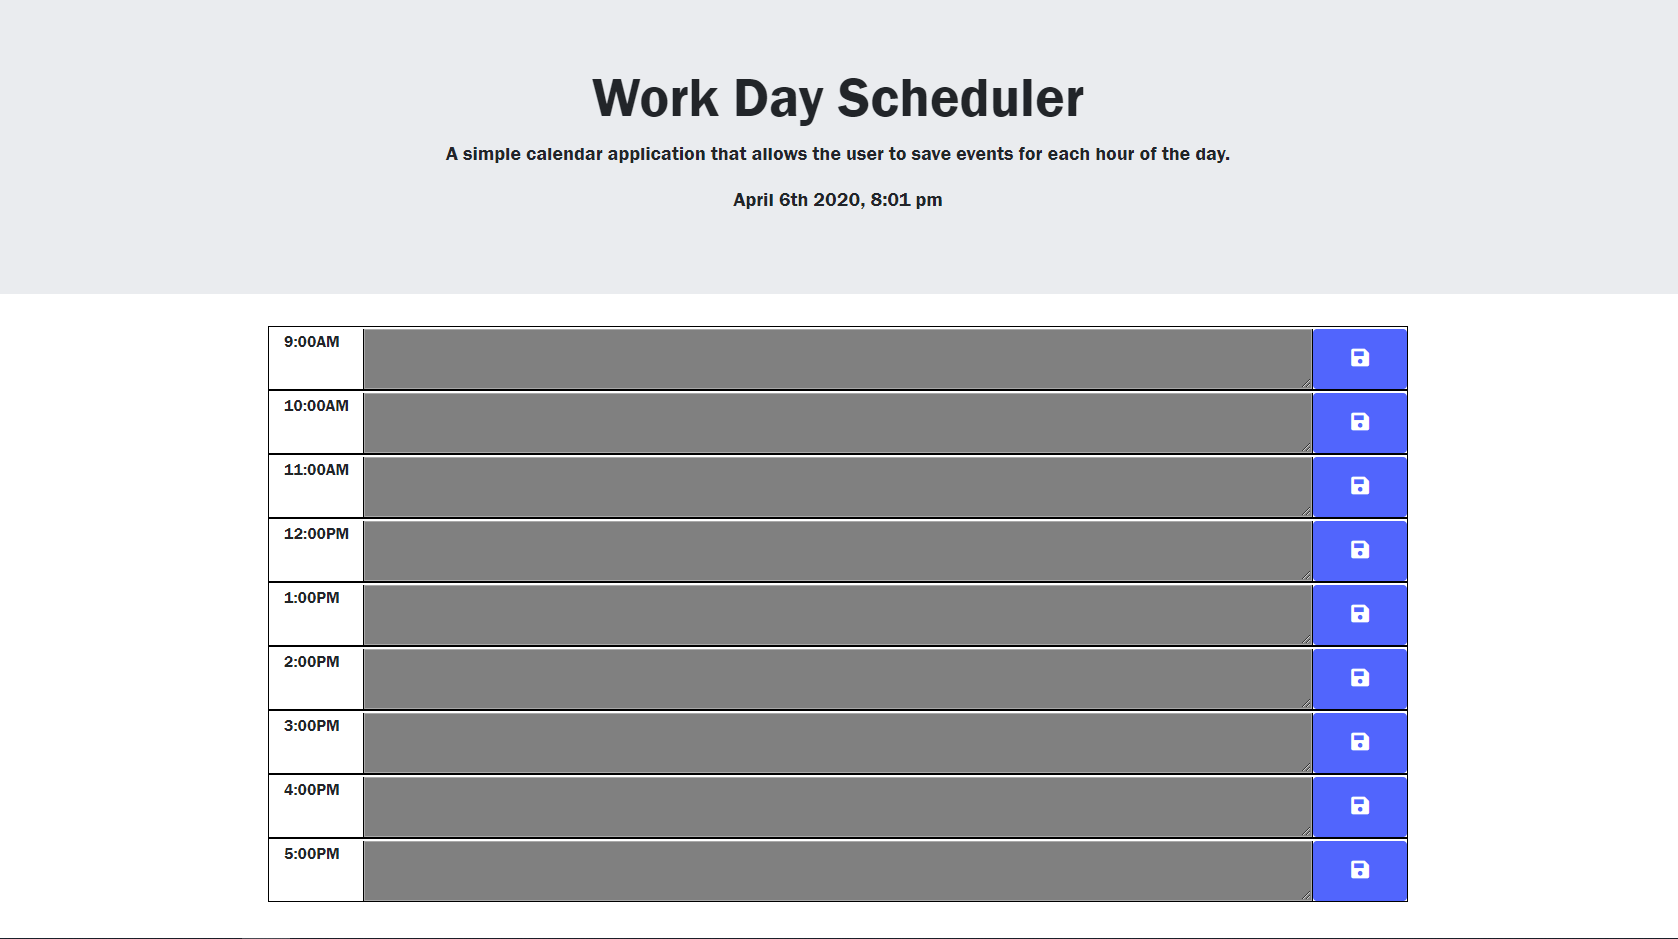 Work Day Scheduler
A simple calendar application that allows the user to save events for each hour of the day.
April 6th 2020, 8:01 pm
9:00AM
10:00AM
11:00AM
12:00PM
1:00PM
2:00PM
3:00PM
4:00PM
5:00PM